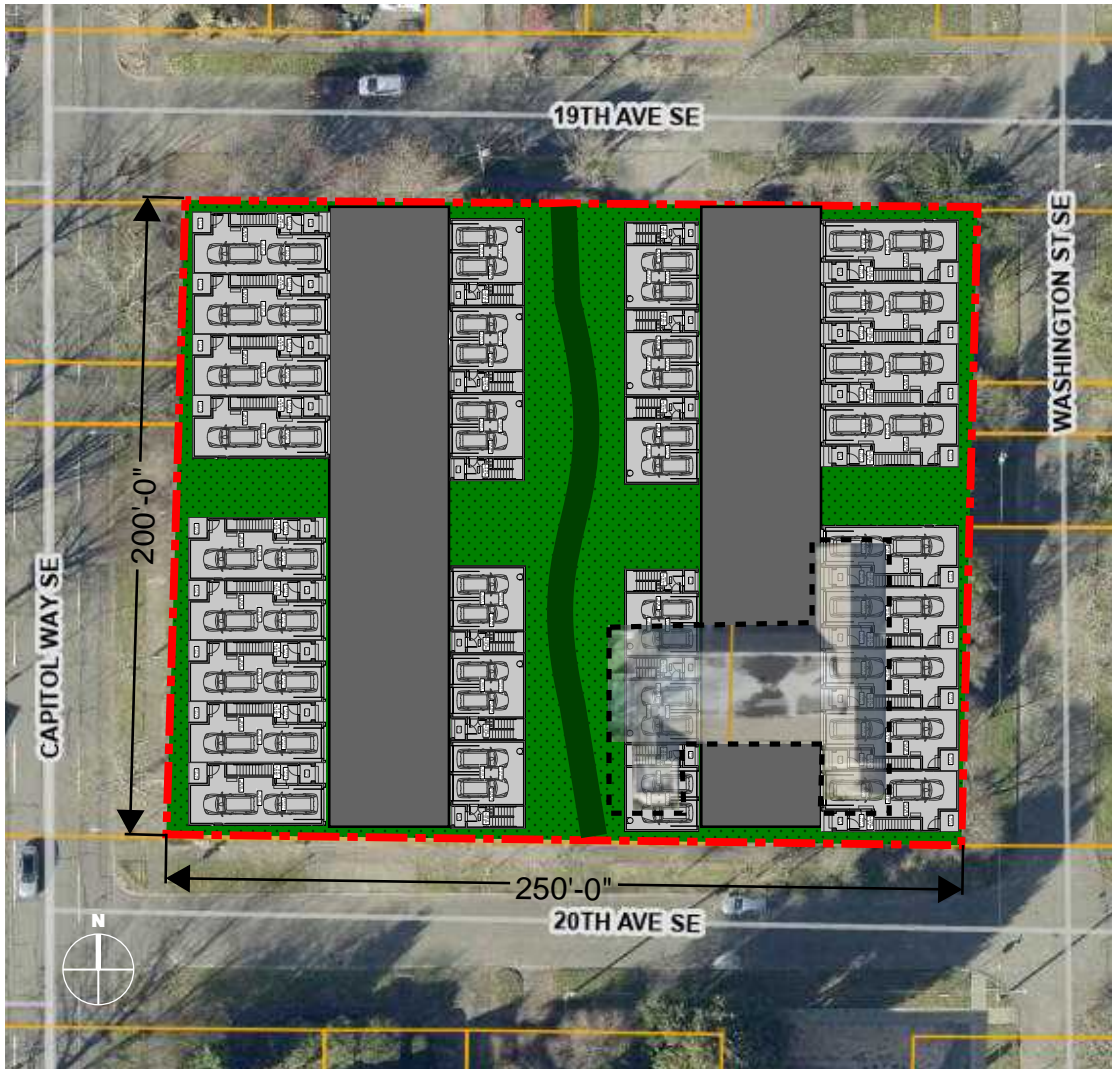 19TH AVE SE
WASHINGTON ST SE
200'-0"
CAPITOL WAY SE
250'-0"
20TH AVE SE
N